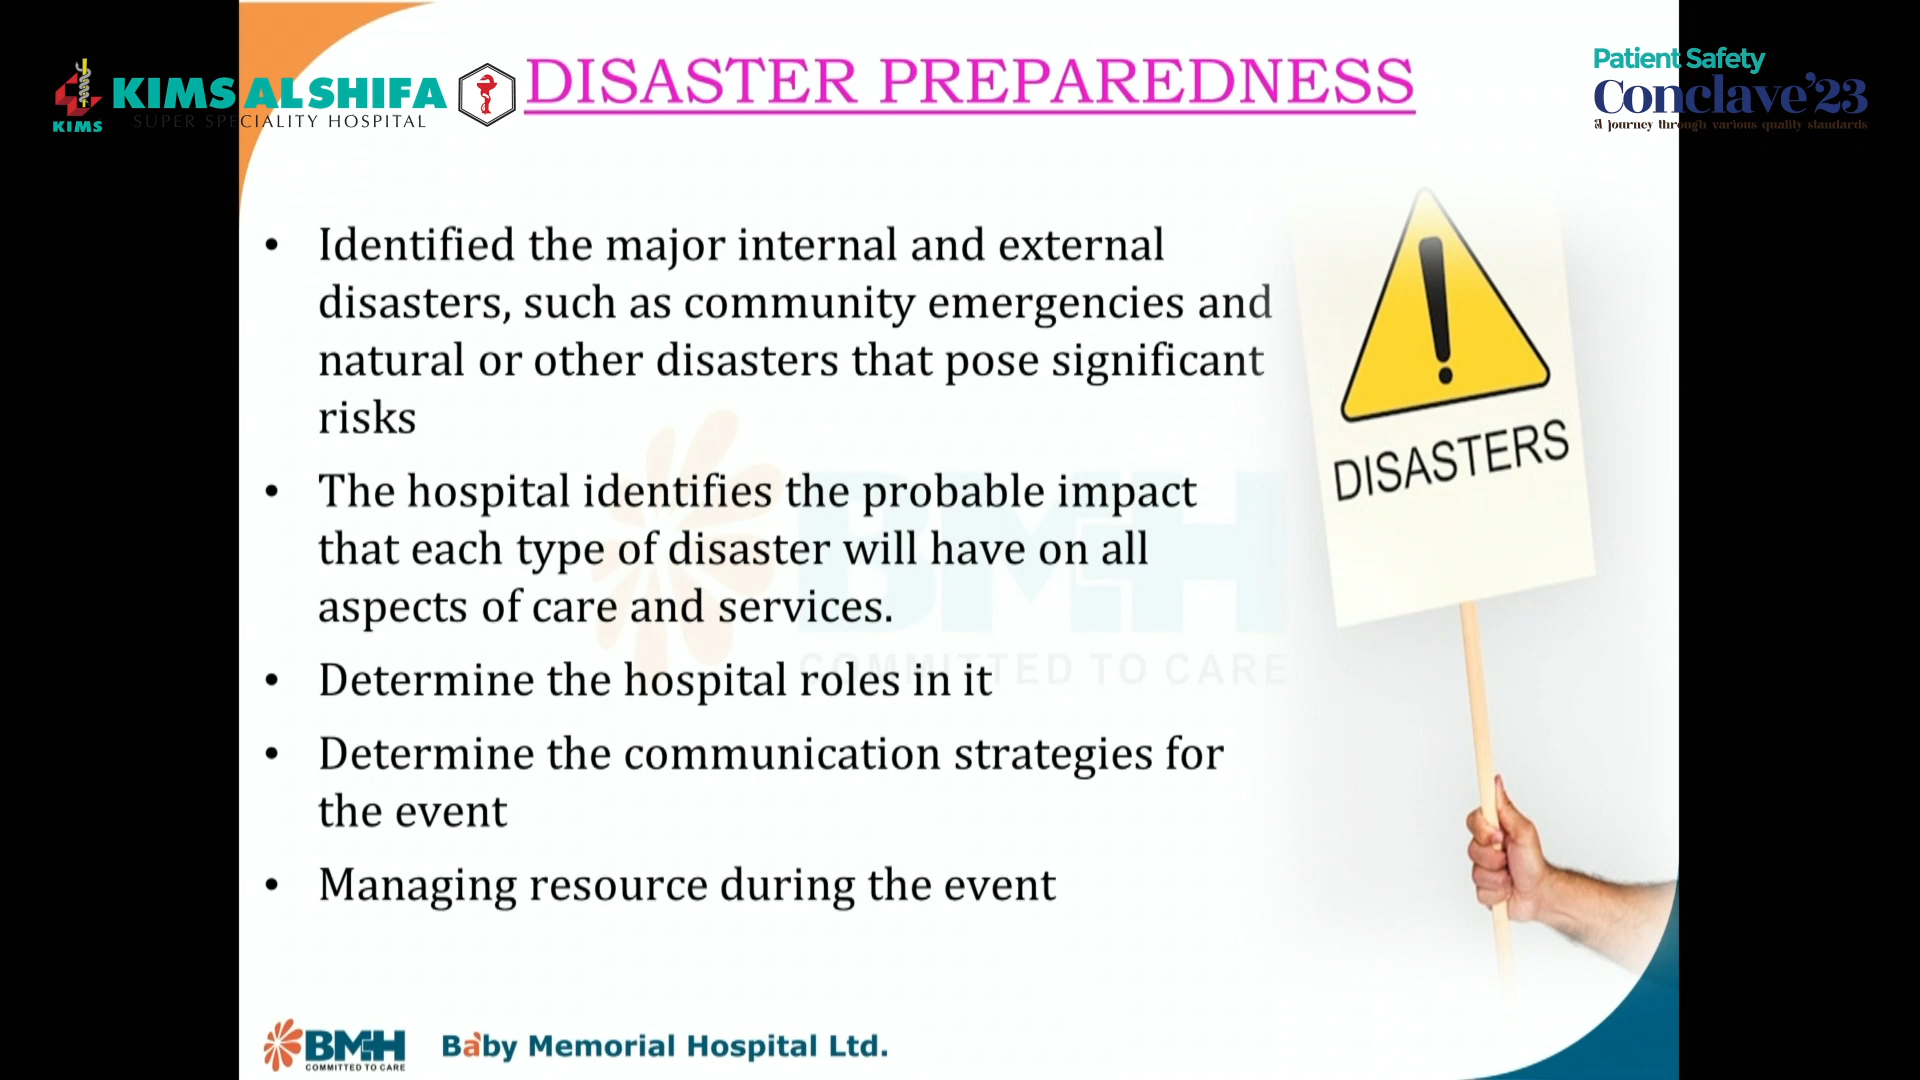 KIMS ALSHIFA
SUPER SPECIALITY HOSPITAL
KIMS
DISASTER PREPAREDNESS
Patient Safety
Conclave'23
A journey through various quality standards
• Identified the major internal and external
disasters, such as community emergencies and
natural or other disasters that pose significant
risks
• The hospital identifies the probable impact
that each type of disaster will have on all
aspects of care and services.
• Determine the hospital roles in it
• Determine the communication strategies for
the event
• Managing resource during the event
DISASTERS
BMH
COMMITTED TO CARE
BMH
COMMITTED TO CARE
Baby Memorial Hospital Ltd.